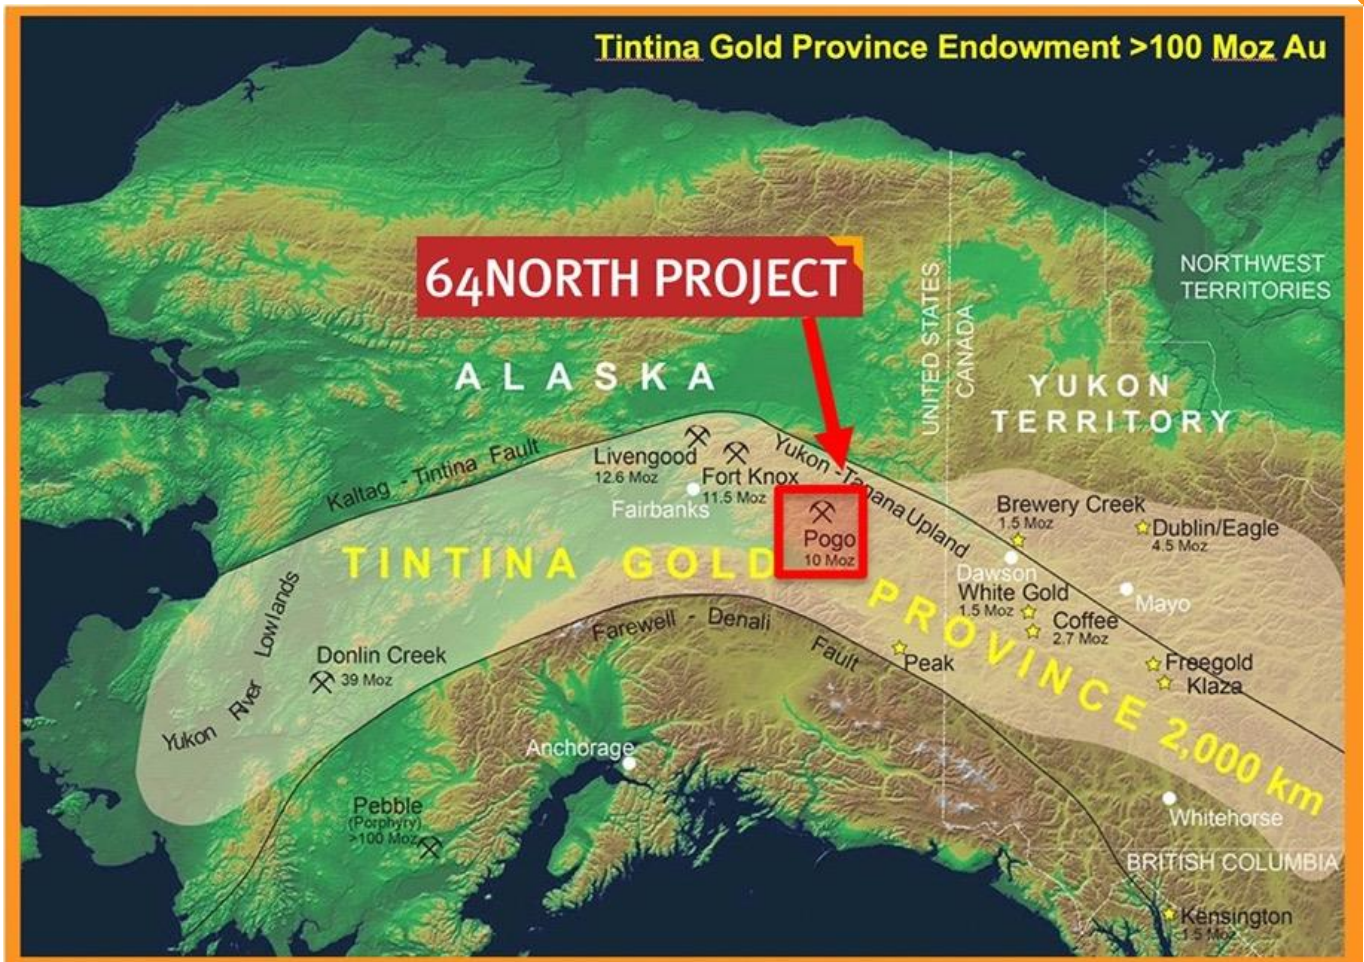 Tintina Gold Province Endowment >100 Moz Au
NORTHWEST
TERRITORIES
64NORTH PROJECT
UNITED STATES
CANADA
ALASKA
YUKON
TERRITORY
Kaltag - Tintina Fault
Livengood
12.6 Moz
Fort Knox
11.5 Moz
Fairbanks
Yukon - Tanana Upland
Pogo
10 Moz
Brewery Creek
1.5 Moz
Dublin/Eagle
4.5 Moz
TINTINA GOLD PROVINCE 2,000 km
Dawson
White Gold
1.5 Moz
Mayo
Coffee
2.7 Moz
Yukon River Lowlands
Farewell - Denali Fault
Donlin Creek
39 Moz
Peak
Freegold
Klaza
Anchorage
Pebble
(Porphyry)
>100 Moz
Whitehorse
BRITISH COLUMBIA
Kensington
1.5 Moz